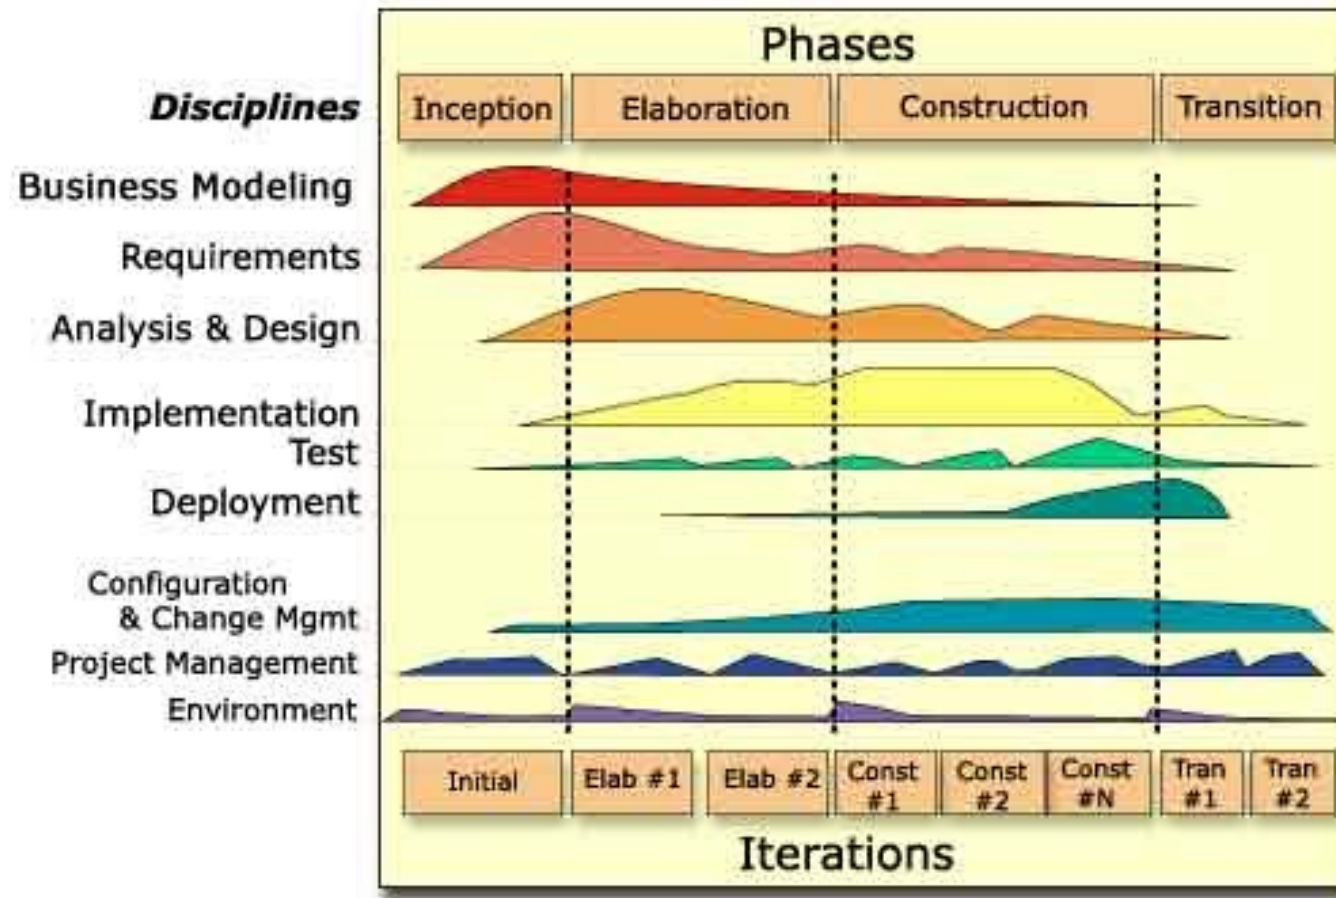 Phases
Disciplines
Inception
Elaboration
Construction
Transition
Business Modeling
Requirements
Analysis & Design
Implementation
Test
Deployment
Configuration
& Change Mgmt
Project Management
Environment
Initial
Elab #1
Elab #2
Const
#1
Const
#2
Const
#N
Tran
#1
Tran
#2
Iterations